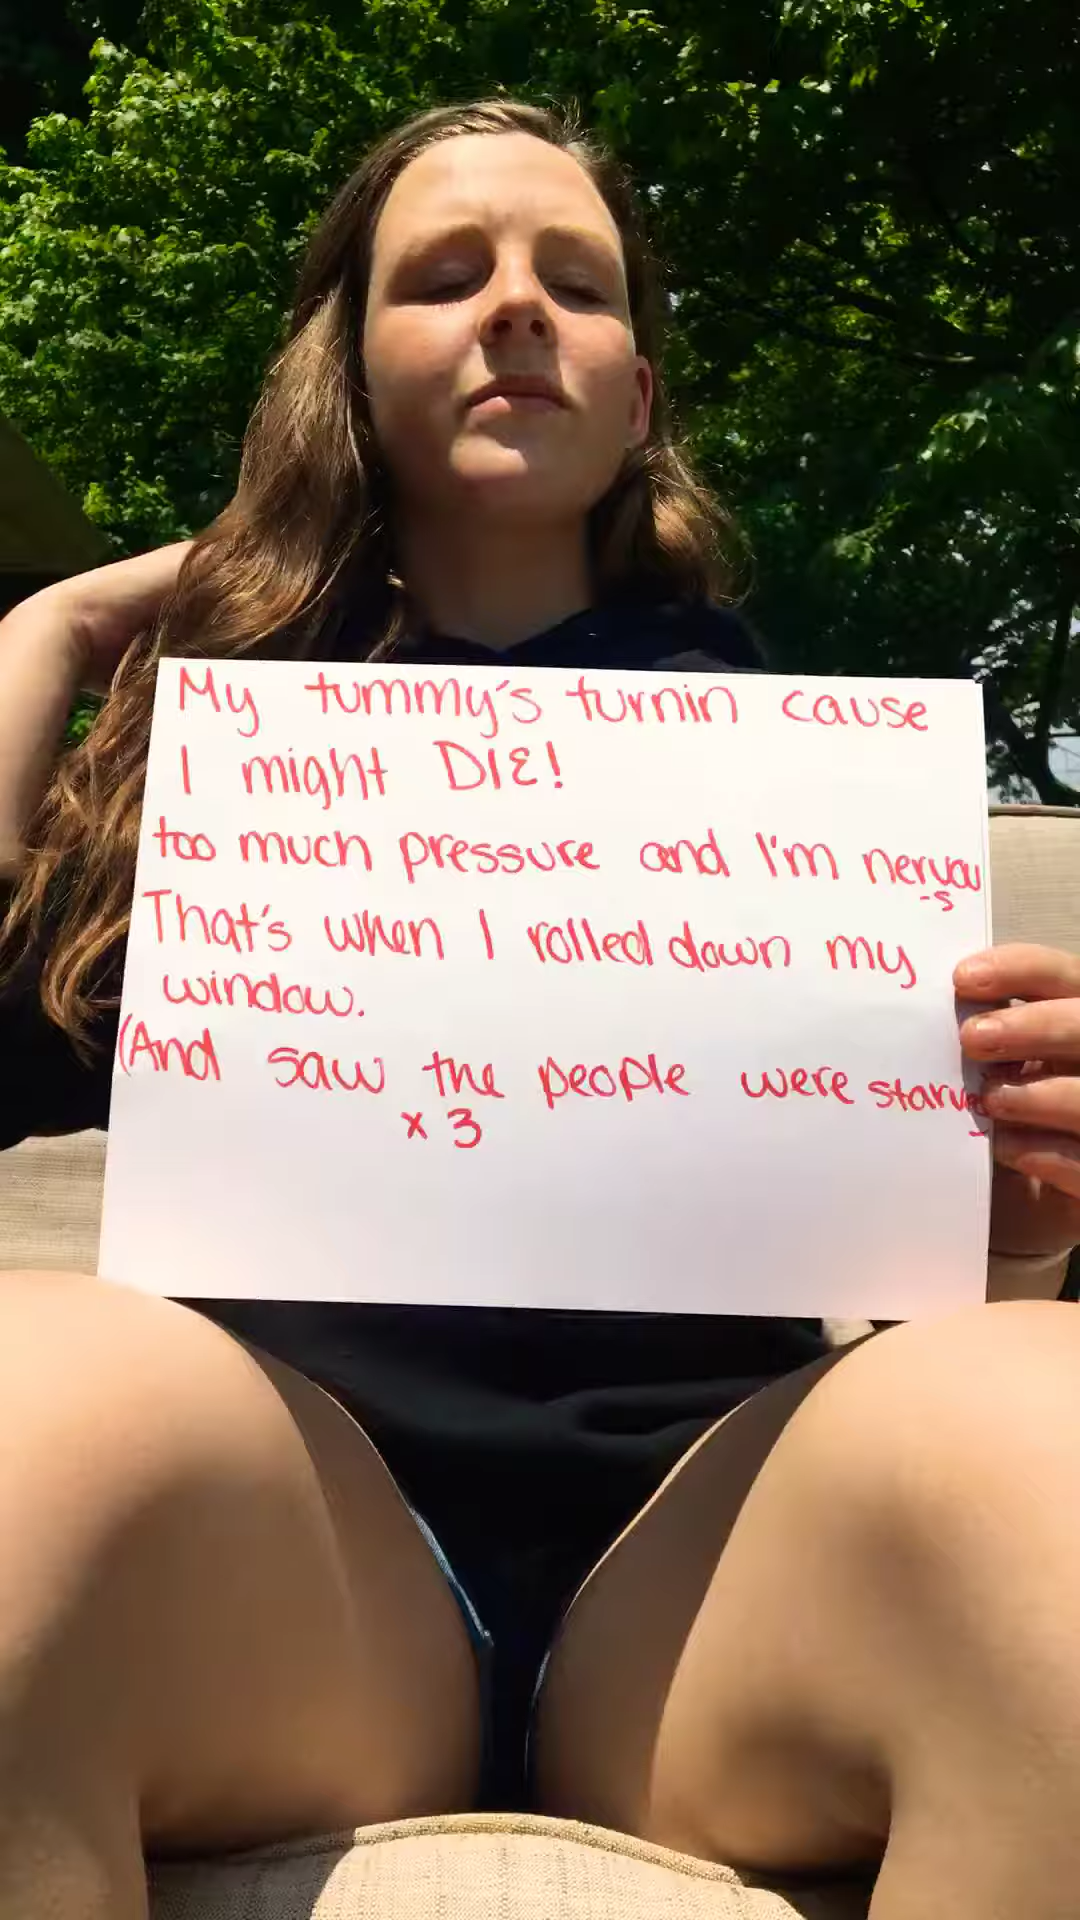 My tummy's turnin cause
I might DIE!
too much pressure and I'm nervou
-s
That's when I rolled down my
window.
(And saw the people were
x 3